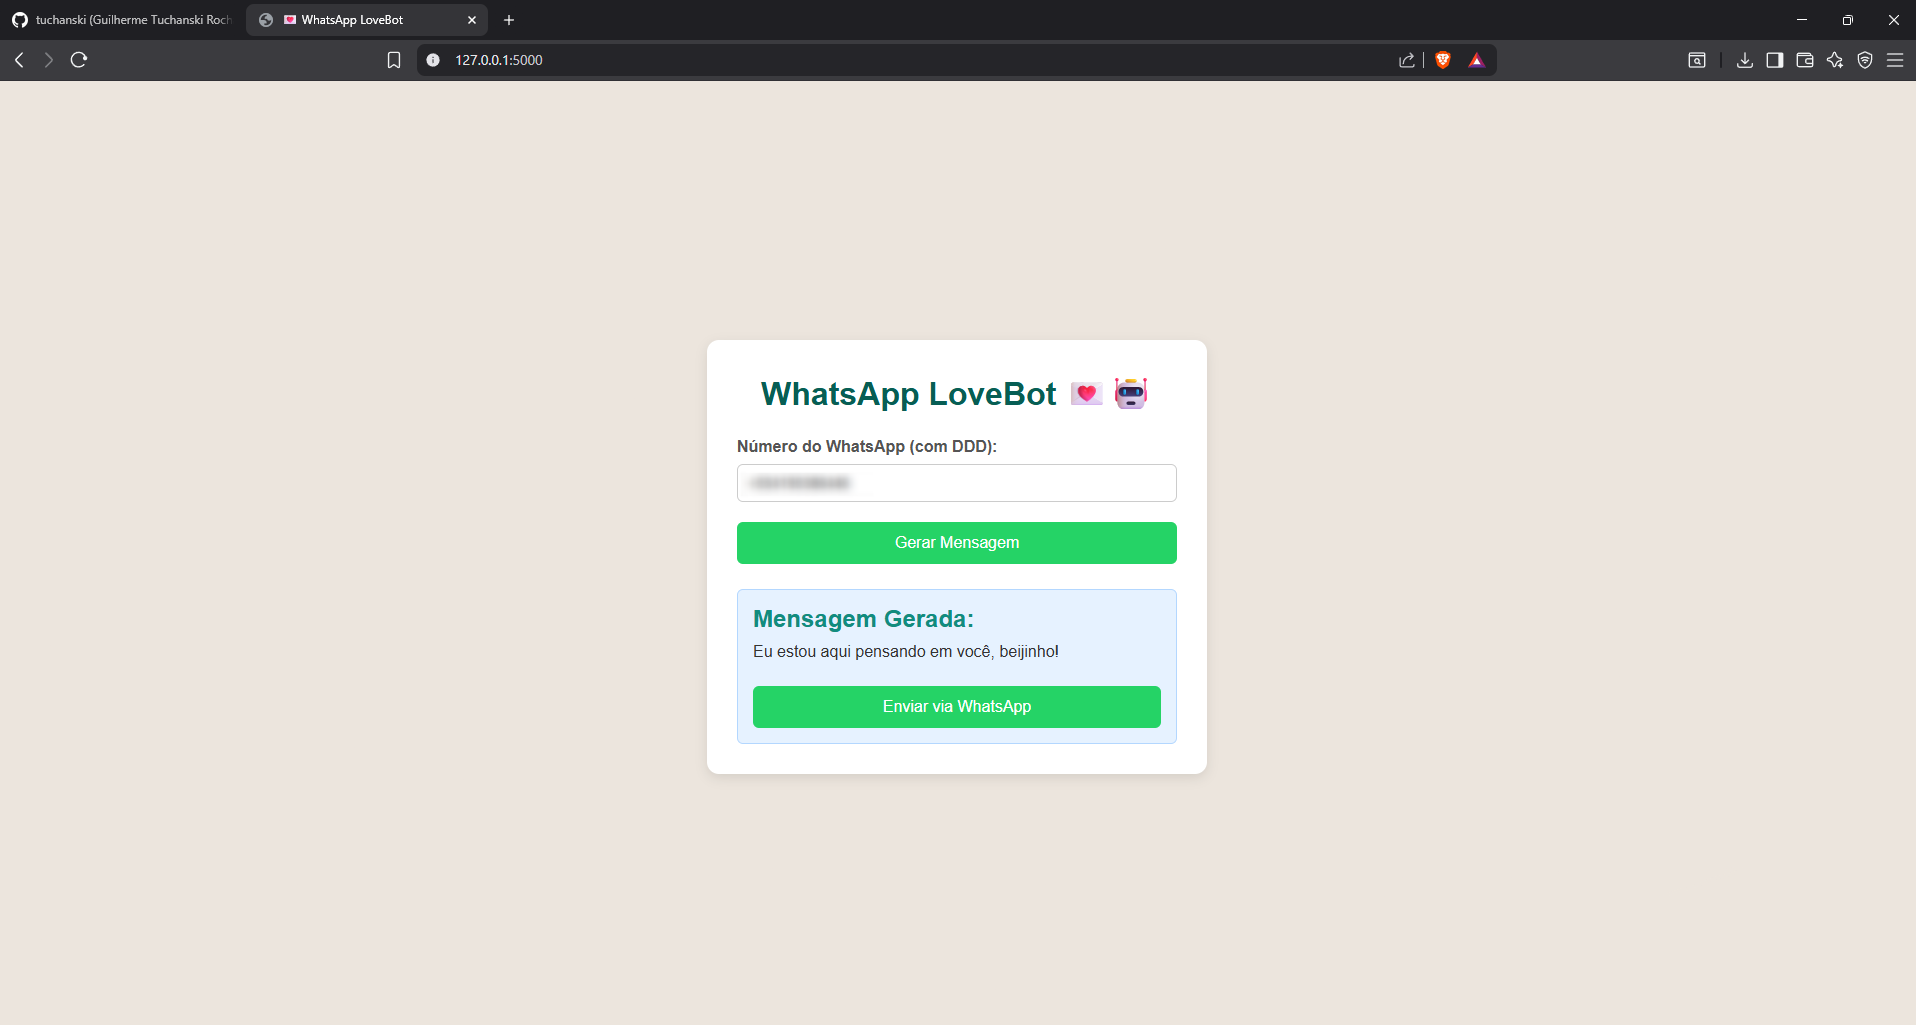 tuchanski (Guilherme Tuchanski Roch
WhatsApp LoveBot
127.0.0.1:5000
WhatsApp LoveBot
Número do WhatsApp (com DDD):
Gerar Mensagem
Mensagem Gerada:
Eu estou aqui pensando em você, beijinho!
Enviar via WhatsApp